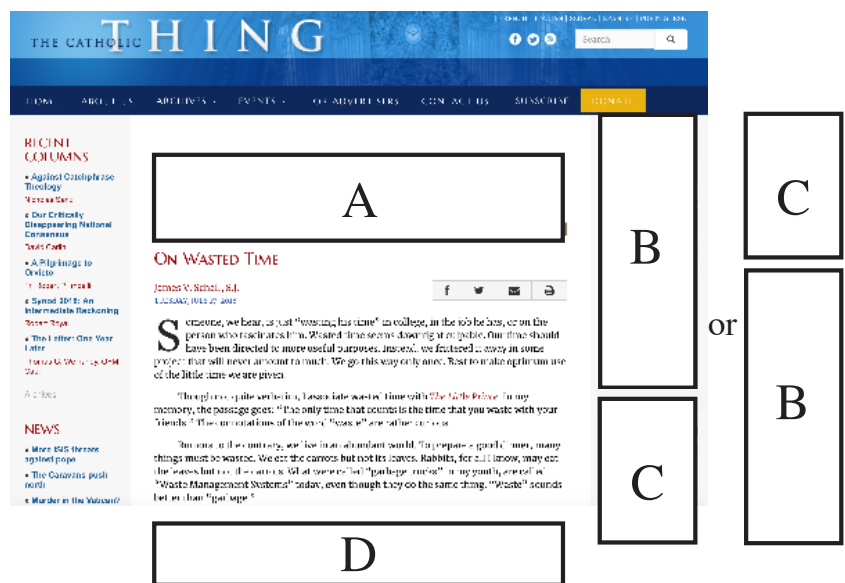 THE CATHOLIC THING
Search
ABOUT US ARCHIVES EVENTS FOR ADVERTISERS CONTACT US SUBSCRIBE DONATE
RECENT
COLUMNS
• Against Catchphrase
Theology
• Our Critically
Disappearing National
Consensus
David Carlin
• A Pilgrimage to
Orvieto
• Synod 2018: An
Intermediate Reckoning
Robert Royal
• The Letter: One Year
Later
Archives
NEWS
• More ISIS threats
against pope
• The Caravans push
north
• Murder in the Vatican?
A
ON WASTED TIME
James V. Schall, S.J.
Someone, we hear, is just “wasting his time” in college, in the job he has, or on the
person who fascinates him. Wasted time seems downright culpable. Our time should
have been directed to more useful purposes. Instead, we frittered it away in some
project that will never amount to much. We go this way only once. Best to make optimum use
of the little time we are given.
Though not quite verbatim, I associate wasted time with The Little Prince. In my
memory, the passage goes: “The only time that counts is the time that you waste with your
friends.” The connotations of the word “waste” are rather curious.
Rumors to the contrary, we live in an abundant world. To prepare a good dinner, many
things must be wasted. We eat the carrots but not its leaves. Rabbits, for all I know, may eat
the leaves but not the carrots. What were called “garbage trucks” in my youth, are called
“Waste Management Systems” today, even though they do the same thing. “Waste” sounds
better than “garbage.”
B
C
or
C
B
D